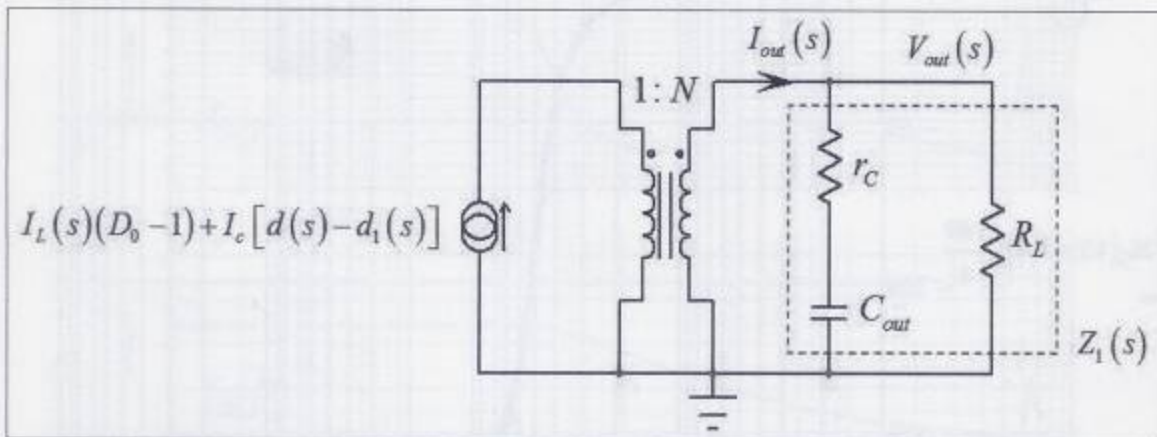 I_out(s)
V_out(s)
1:N
r_C
I_L(s)(D_0−1)+I_c[d(s)−d_1(s)]
R_L
C_out
Z_1(s)